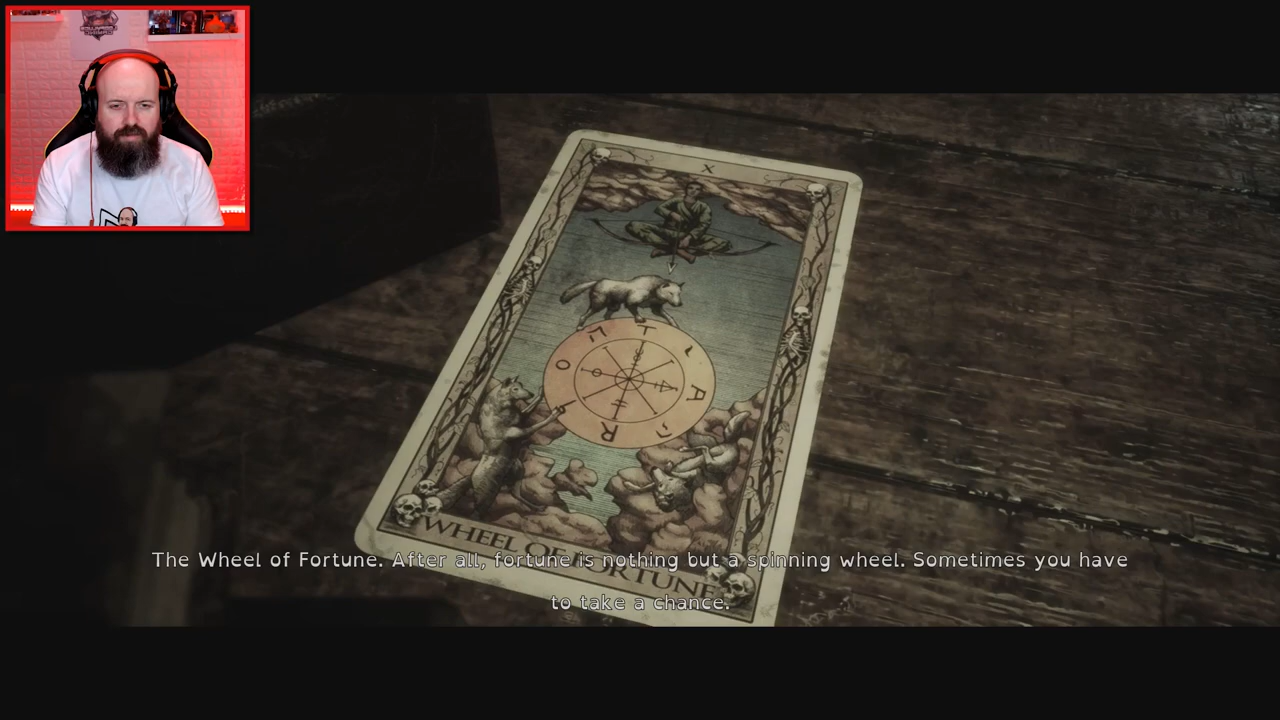 X
T A R O
WHEEL OF FORTUNE
The Wheel of Fortune. After all, fortune is nothing but a spinning wheel. Sometimes you have
to take a chance.